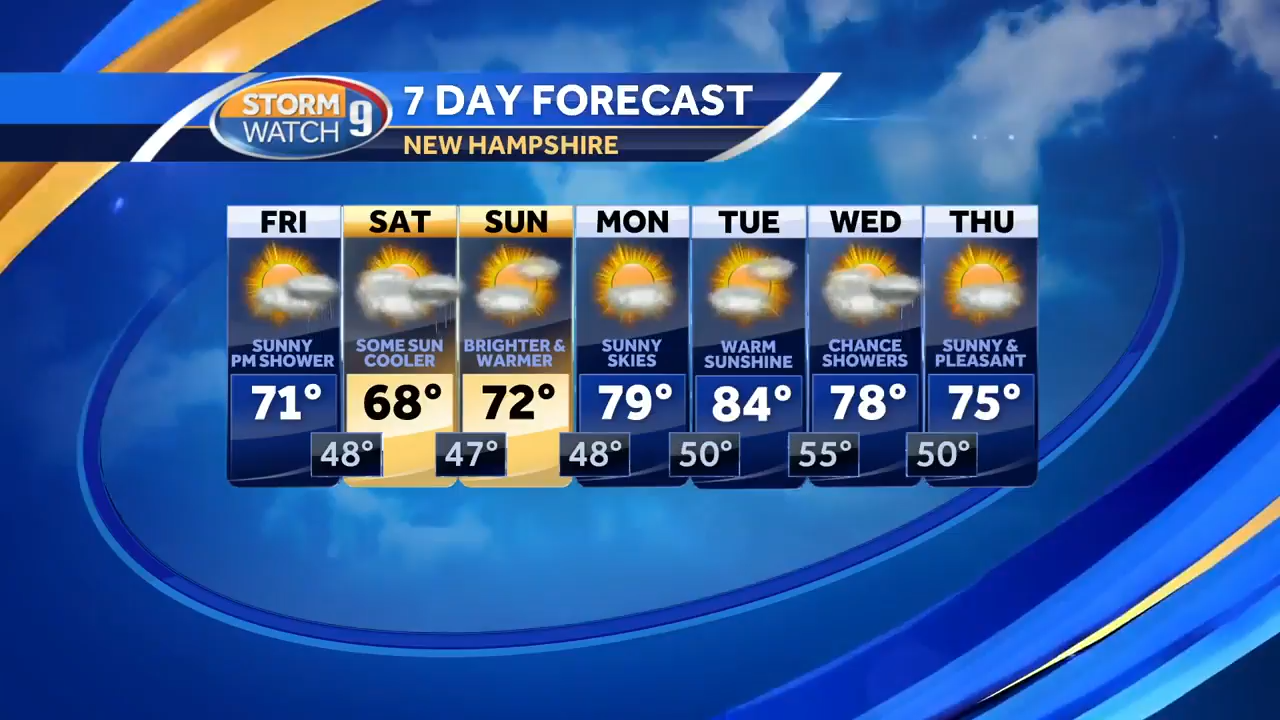 STORM
WATCH 9
7 DAY FORECAST
NEW HAMPSHIRE
FRI SAT SUN MON TUE WED THU
SUNNY SOME SUN BRIGHTER & SUNNY WARM CHANCE SUNNY &
PM SHOWER COOLER WARMER SKIES SUNSHINE SHOWERS PLEASANT
71° 68° 72° 79° 84° 78° 75°
48° 47° 48° 50° 55° 50°